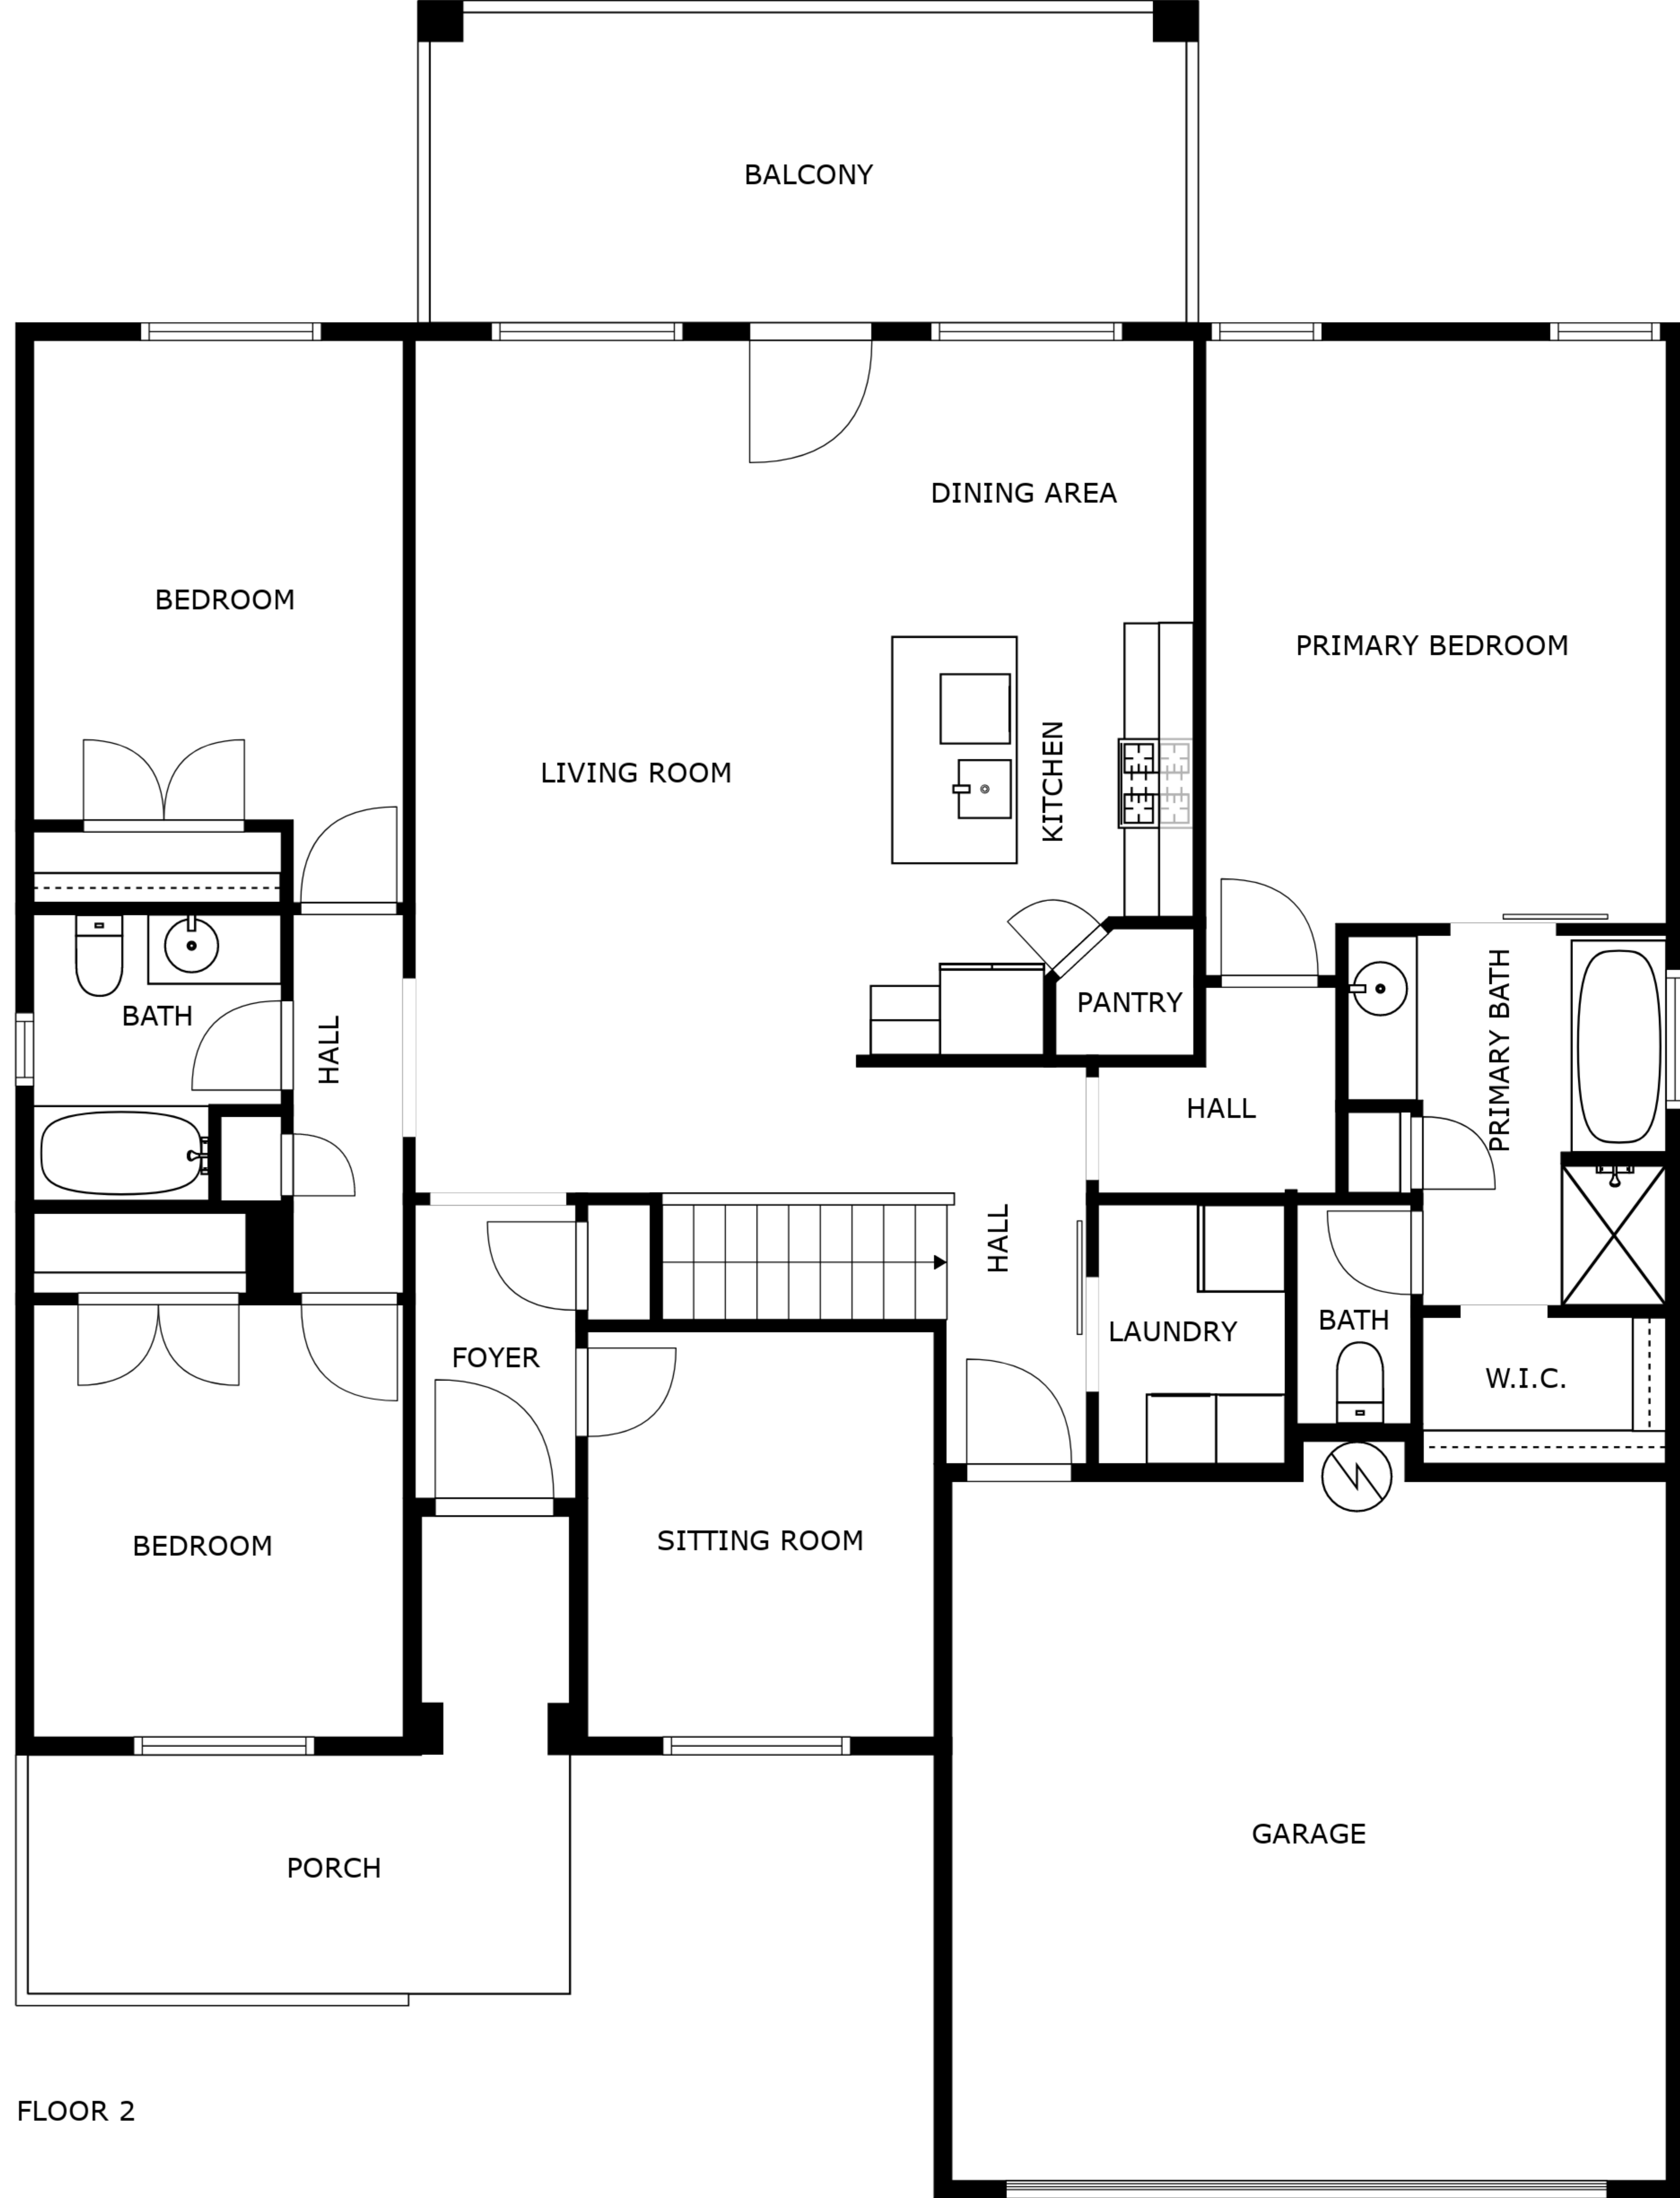 BALCONY
DINING AREA
BEDROOM
PRIMARY BEDROOM
LIVING ROOM
KITCHEN
PANTRY
BATH
HALL
PRIMARY BATH
HALL
HALL
LAUNDRY
BATH
FOYER
W.I.C.
BEDROOM
SITTING ROOM
GARAGE
PORCH
FLOOR 2